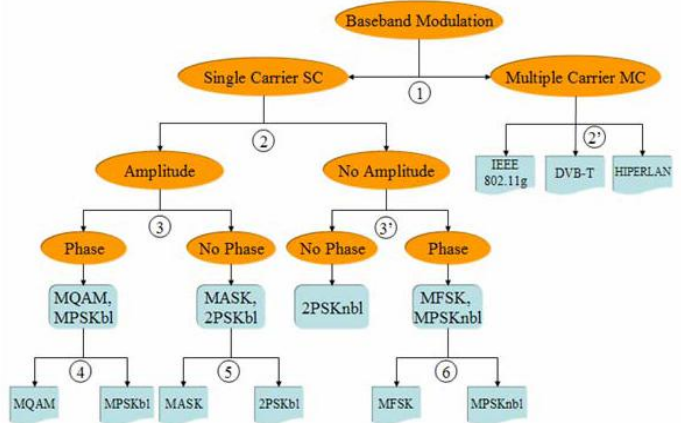 Baseband Modulation
Single Carrier SC
Multiple Carrier MC
1
2
2'
IEEE
802.11g
DVB-T
HIPERLAN
Amplitude
No Amplitude
3
3'
Phase
No Phase
No Phase
Phase
MQAM,
MPSKbl
MASK,
2PSKbl
2PSKnbl
MFSK,
MPSKnbl
4
5
6
MQAM
MPSKbl
MASK
2PSKbl
MFSK
MPSKnbl